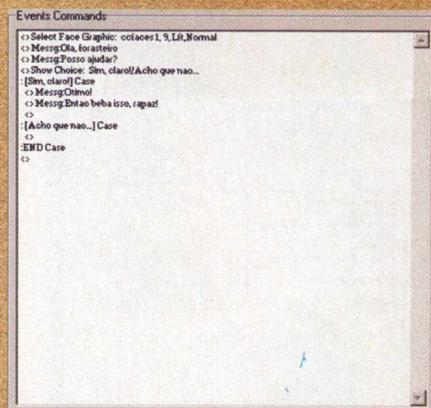 Events Commands
<>Select Face Graphic: ccfaces1, 9, Lft,Normal
<>Messg:Ola, forasteiro
<>Messg:Posso ajudar?
<>Show Choice: Sim, claro!/Acho que nao...
:[Sim, claro!] Case
<>Messg:Otimo!
<>Messg:Entao beba isso, rapaz!
<>
:[Acho que nao...] Case
<>
:END Case
<>